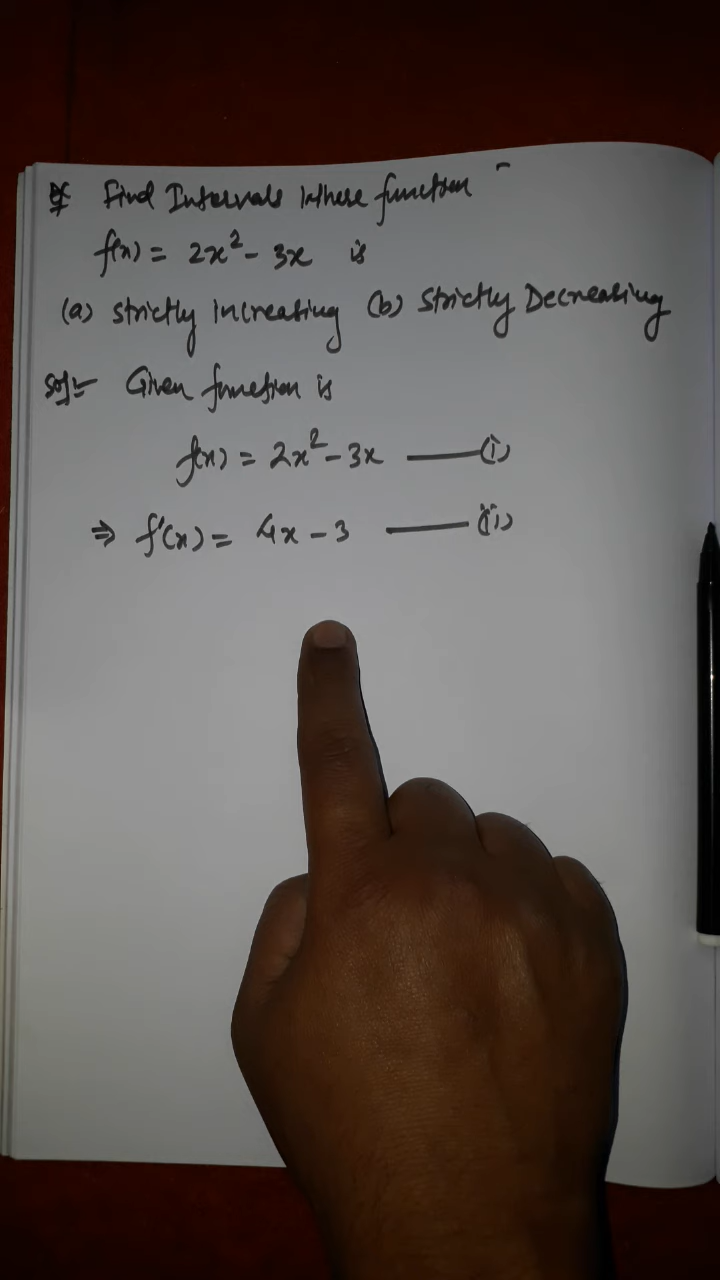 Q. Find Intervals Where function
f(x) = 2x² - 3x is
(a) Strictly Increasing (b) Strictly Decreasing
Sol:- Given function is
f(x) = 2x² - 3x —— (i)
⇒ f'(x) = 4x - 3 —— (ii)